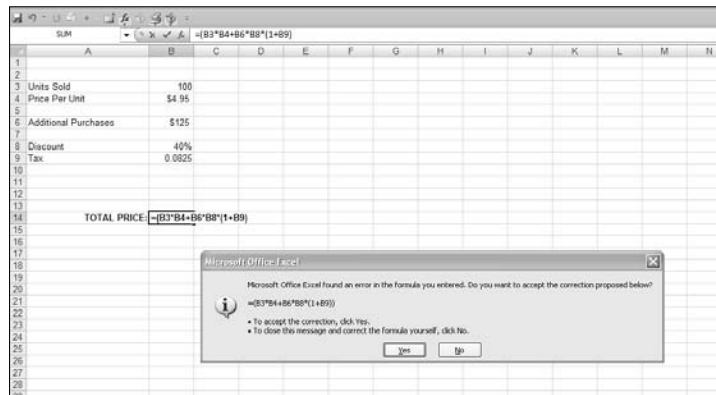 SUM =(B3*B4+B6*B8*(1+B9)
A B C D E F G H I J K L M N
1
2
3 Units Sold 100
4 Price Per Unit $4.95
5
6 Additional Purchases $125
7
8 Discount 40%
9 Tax 0.0825
10
11
12
13
14 TOTAL PRICE: =(B3*B4+B6*B8*(1+B9)
15
16
17
Microsoft Office Excel
18
19
Microsoft Office Excel found an error in the formula you entered. Do you want to accept the correction proposed below?
20
21 =(B3*B4+B6*B8*(1+B9))
22
• To accept the correction, click Yes.
23
• To close this message and correct the formula yourself, click No.
24
25 Yes No
26
27
28